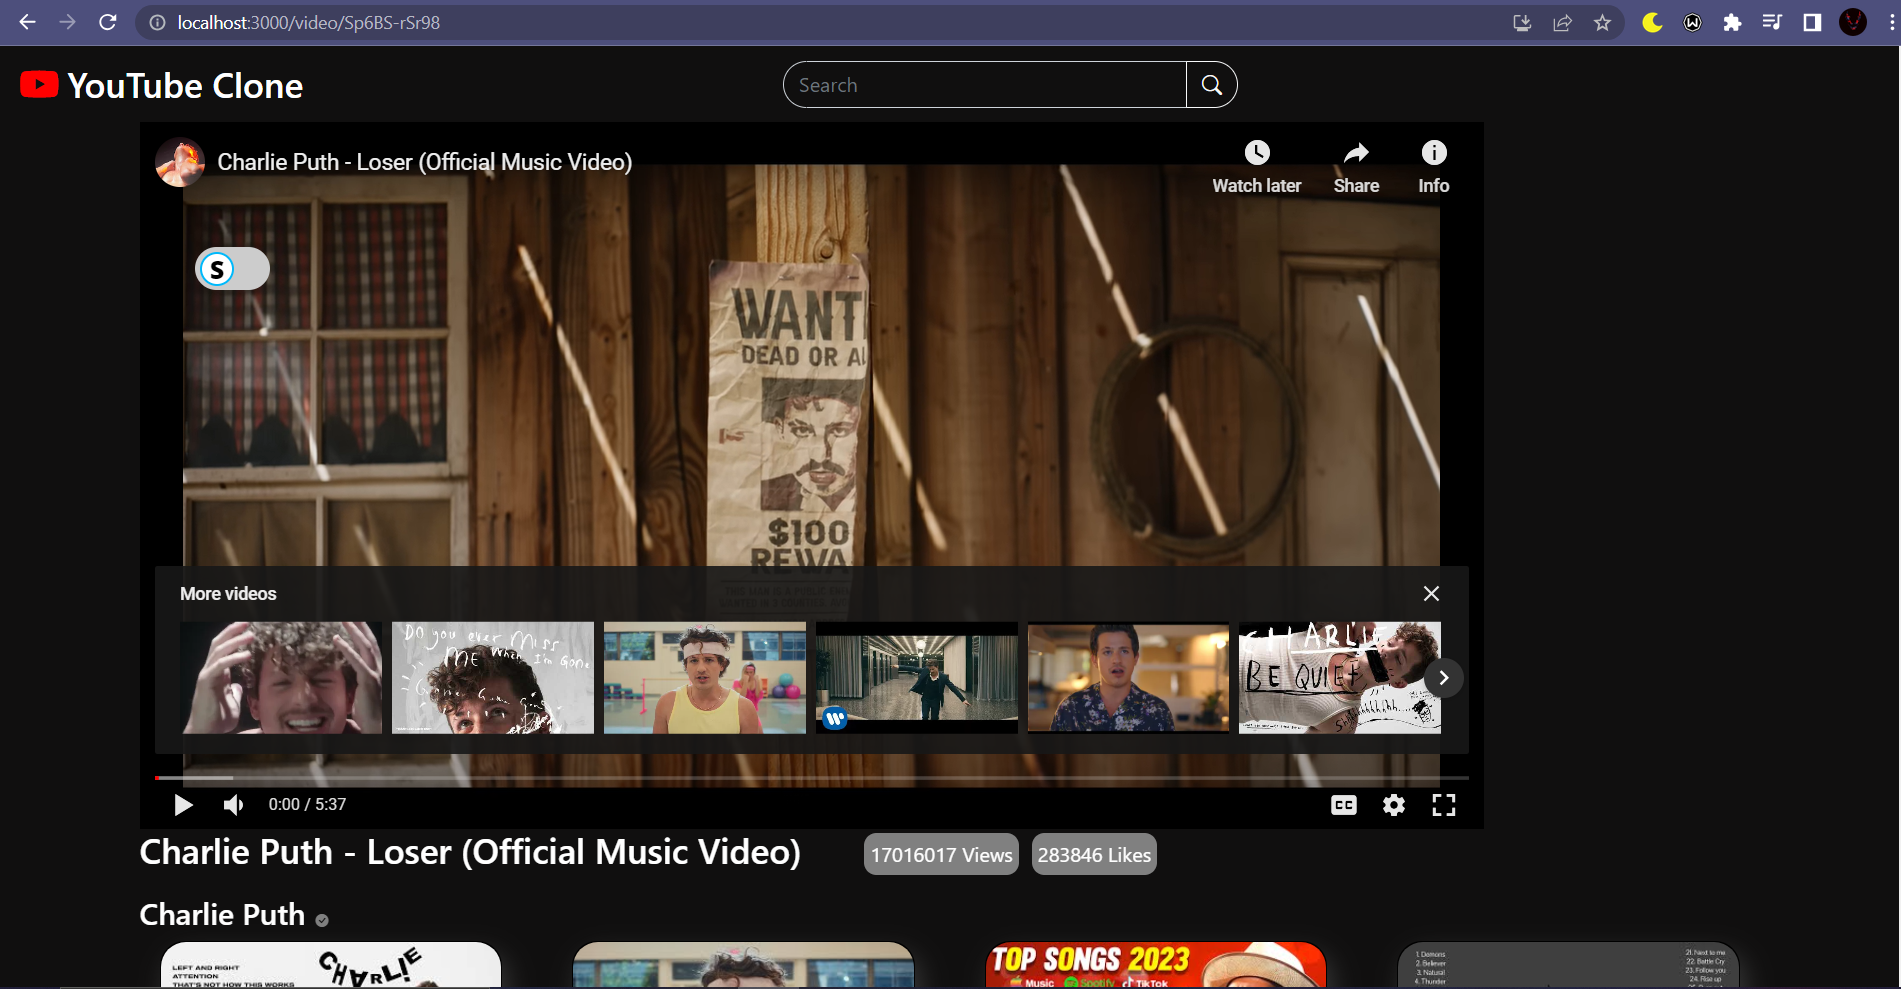 localhost:3000/video/Sp6BS-rSr98
YouTube Clone
Search
Charlie Puth - Loser (Official Music Video)
Watch later
Share
Info
S
WANT
DEAD OR AL
$100
REWA
More videos
Do you ever Miss
ME When I'm Gone
CHARLIE
BE QUIET
0:00 / 5:37
CC
Charlie Puth - Loser (Official Music Video)
17016017 Views
283846 Likes
Charlie Puth
LEFT AND RIGHT
ATTENTION
THAT'S NOT HOW THIS WORKS
CHARLIE
TOP SONGS 2023
Music
Spotify
TikTok
1. Demons
2. Believer
3. Natural
4. Thunder
21. Next to me
22. Battle Cry
23. Follow you
24. Rise up